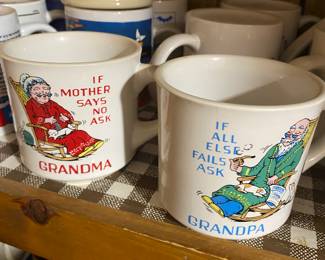 IF
MOTHER
SAYS
NO
ASK
GRANDMA
IF
ALL
ELSE
FAILS
ASK
GRANDPA